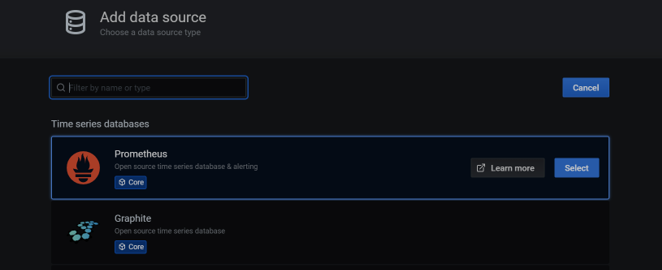 Add data source
Choose a data source type
Filter by name or type
Cancel
Time series databases
Prometheus
Open source time series database & alerting
Core
Learn more
Select
Graphite
Open source time series database
Core